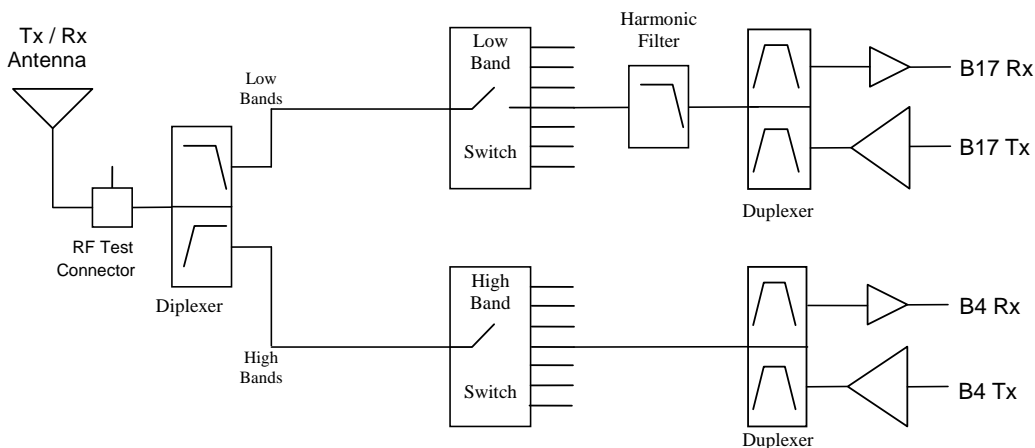 Tx / Rx
Antenna
RF Test
Connector
Diplexer
Low
Bands
High
Bands
Low
Band
Switch
Harmonic
Filter
Duplexer
B17 Rx
B17 Tx
High
Band
Switch
Duplexer
B4 Rx
B4 Tx